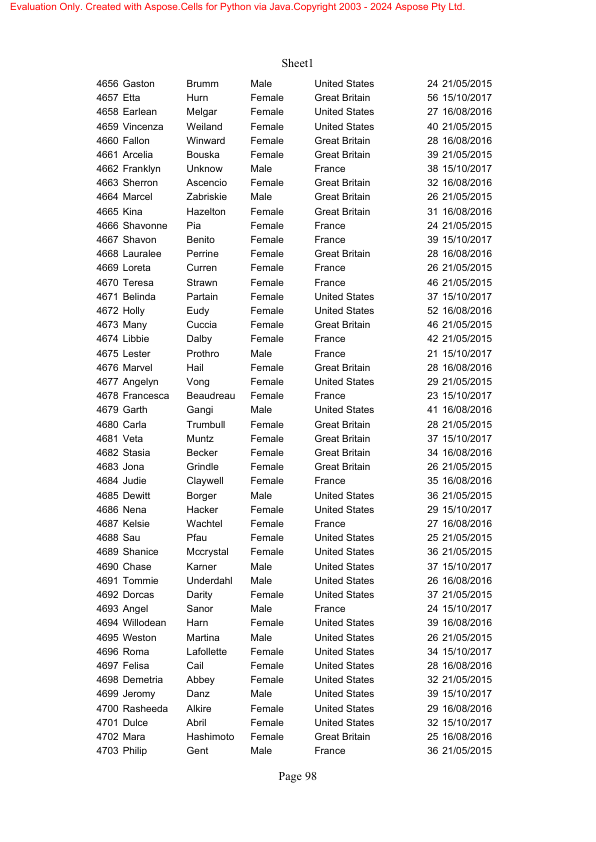 Evaluation Only. Created with Aspose.Cells for Python via Java.Copyright 2003 - 2024 Aspose Pty Ltd.
Sheet1
4656 Gaston Brumm Male United States 24 21/05/2015
4657 Etta Hurn Female Great Britain 56 15/10/2017
4658 Earlean Melgar Female United States 27 16/08/2016
4659 Vincenza Weiland Female United States 40 21/05/2015
4660 Fallon Winward Female Great Britain 28 16/08/2016
4661 Arcelia Bouska Female Great Britain 39 21/05/2015
4662 Franklyn Unknow Male France 38 15/10/2017
4663 Sherron Ascencio Female Great Britain 32 16/08/2016
4664 Marcel Zabriskie Male Great Britain 26 21/05/2015
4665 Kina Hazelton Female Great Britain 31 16/08/2016
4666 Shavonne Pia Female France 24 21/05/2015
4667 Shavon Benito Female France 39 15/10/2017
4668 Lauralee Perrine Female Great Britain 28 16/08/2016
4669 Loreta Curren Female France 26 21/05/2015
4670 Teresa Strawn Female France 46 21/05/2015
4671 Belinda Partain Female United States 37 15/10/2017
4672 Holly Eudy Female United States 52 16/08/2016
4673 Many Cuccia Female Great Britain 46 21/05/2015
4674 Libbie Dalby Female France 42 21/05/2015
4675 Lester Prothro Male France 21 15/10/2017
4676 Marvel Hail Female Great Britain 28 16/08/2016
4677 Angelyn Vong Female United States 29 21/05/2015
4678 Francesca Beaudreau Female France 23 15/10/2017
4679 Garth Gangi Male United States 41 16/08/2016
4680 Carla Trumbull Female Great Britain 28 21/05/2015
4681 Veta Muntz Female Great Britain 37 15/10/2017
4682 Stasia Becker Female Great Britain 34 16/08/2016
4683 Jona Grindle Female Great Britain 26 21/05/2015
4684 Judie Claywell Female France 35 16/08/2016
4685 Dewitt Borger Male United States 36 21/05/2015
4686 Nena Hacker Female United States 29 15/10/2017
4687 Kelsie Wachtel Female France 27 16/08/2016
4688 Sau Pfau Female United States 25 21/05/2015
4689 Shanice Mccrystal Female United States 36 21/05/2015
4690 Chase Karner Male United States 37 15/10/2017
4691 Tommie Underdahl Male United States 26 16/08/2016
4692 Dorcas Darity Female United States 37 21/05/2015
4693 Angel Sanor Male France 24 15/10/2017
4694 Willodean Harn Female United States 39 16/08/2016
4695 Weston Martina Male United States 26 21/05/2015
4696 Roma Lafollette Female United States 34 15/10/2017
4697 Felisa Cail Female United States 28 16/08/2016
4698 Demetria Abbey Female United States 32 21/05/2015
4699 Jeromy Danz Male United States 39 15/10/2017
4700 Rasheeda Alkire Female United States 29 16/08/2016
4701 Dulce Abril Female United States 32 15/10/2017
4702 Mara Hashimoto Female Great Britain 25 16/08/2016
4703 Philip Gent Male France 36 21/05/2015
Page 98